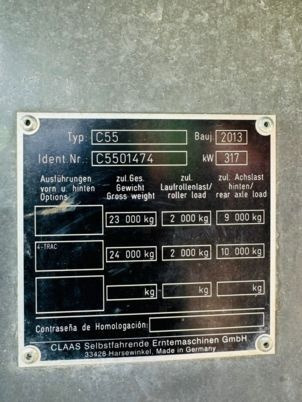 Typ: C55 Bauj. 2013
Ident.Nr.: C5501474 kW 317
Ausführungen zul. Ges. zul. zul. Achslast
vorn u. hinten Gewicht Laufrollenlast/ hinten/
Options Gross weight roller load rear axle load
23 000 kg 2 000 kg 9 000 kg
4-TRAC
24 000 kg 2 000 kg 10 000 kg
kg kg kg
Contraseña de Homologación:
CLAAS Selbstfahrende Erntemaschinen GmbH
33426 Harsewinkel, Made in Germany